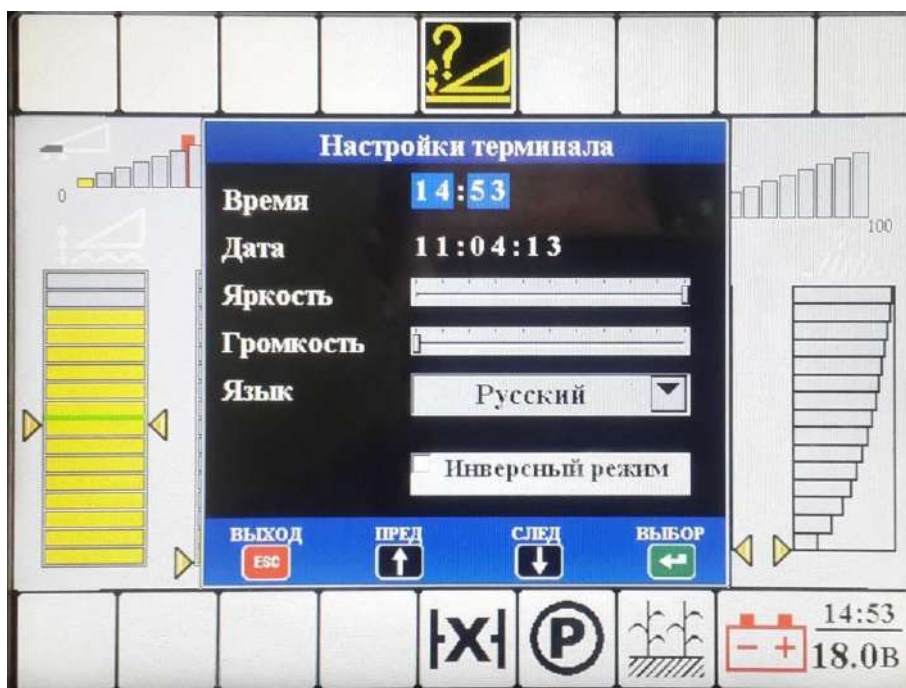 ?
Настройки терминала
Время 14:53
Дата 11:04:13
Яркость
Громкость
Язык Русский
Инверсный режим
0
100
ВЫХОД ПРЕД СЛЕД ВЫБОР
ESC
X P
14:53
18.0В